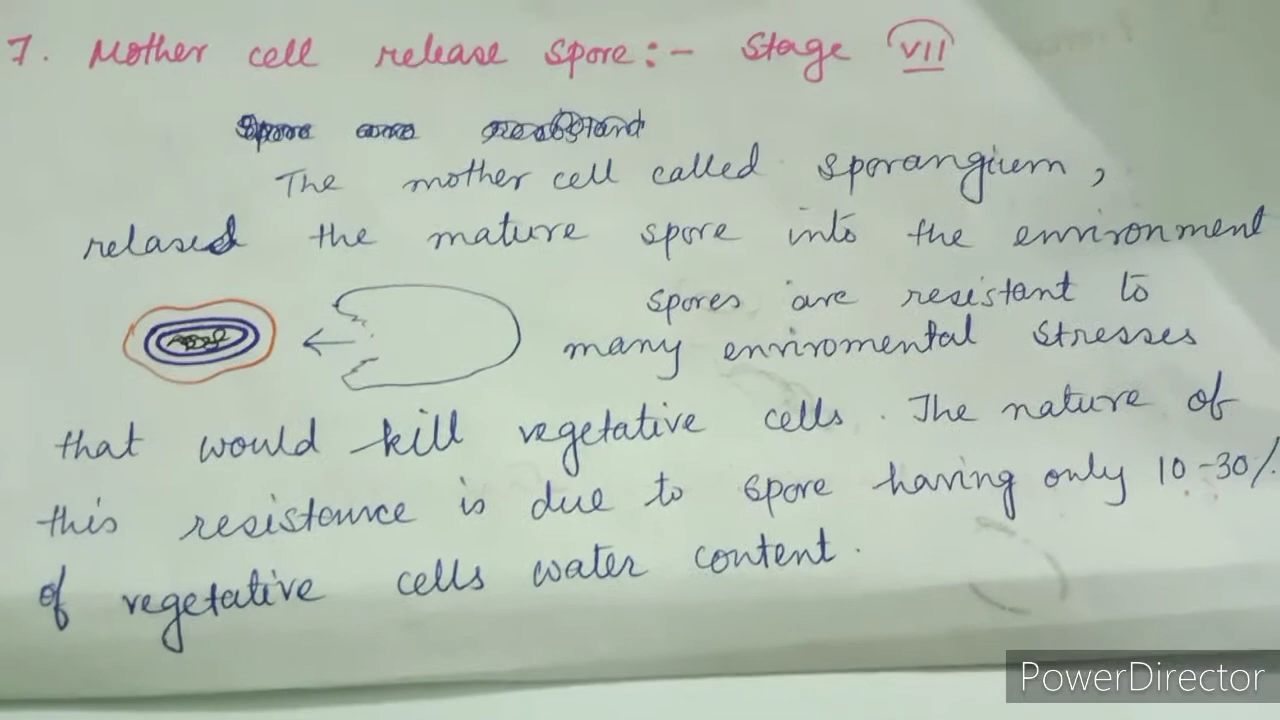 7. Mother cell release spore:- Stage VII
The mother cell called sporangium,
relased the mature spore into the environment
spores are resistant to
many enviromental stresses
that would kill vegetative cells. The nature of
this resistance is due to spore having only 10-30%
of vegetative cells water content.
PowerDirector